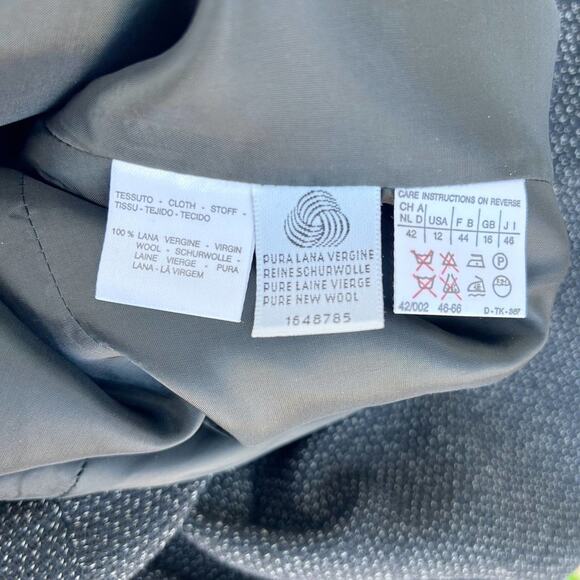 TESSUTO - CLOTH - STOFF -
TISSU - TEJIDO - TECIDO
100 % LANA VERGINE - VIRGIN
WOOL - SCHURWOLLE -
LAINE VIERGE - PURA
LANA - LÃ VIRGEM
PURA LANA VERGINE
REINE SCHURWOLLE
PURE LAINE VIERGE
PURE NEW WOOL
1648785
CARE INSTRUCTIONS ON REVERSE
CH A
NL D USA F B GB J I
42 12 44 16 46
P
42/002 46-66 D-TK-